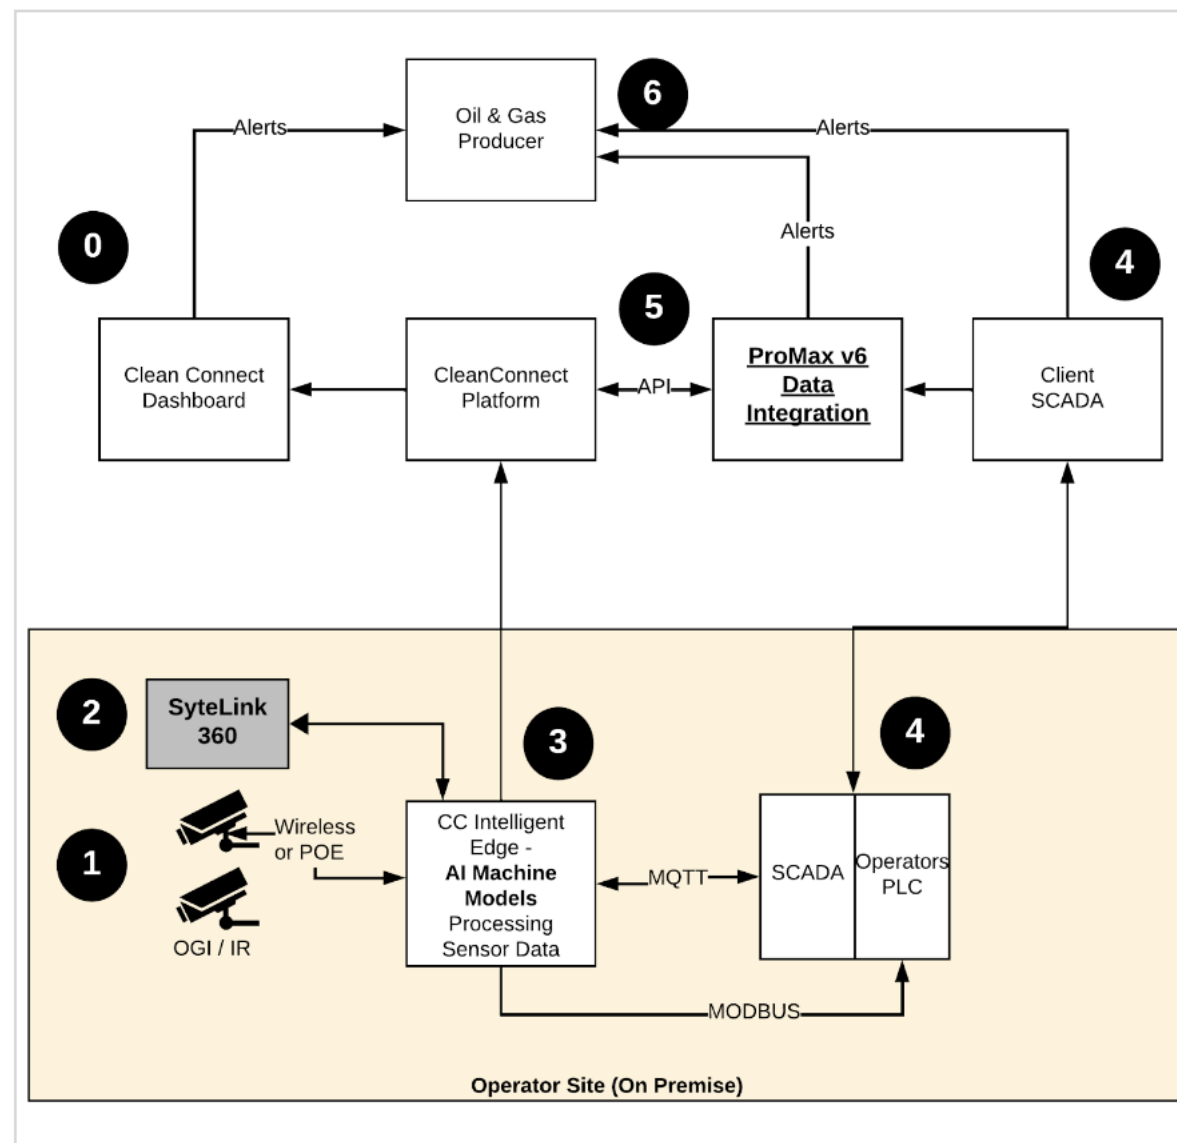 6
Oil & Gas
Producer
Alerts
Alerts
Alerts
0
4
5
Clean Connect
Dashboard
CleanConnect
Platform
API
ProMax v6
Data
Integration
Client
SCADA
2
SyteLink
360
3
4
1
Wireless
or POE
OGI / IR
CC Intelligent
Edge -
AI Machine
Models
Processing
Sensor Data
MQTT
SCADA
Operators
PLC
MODBUS
Operator Site (On Premise)